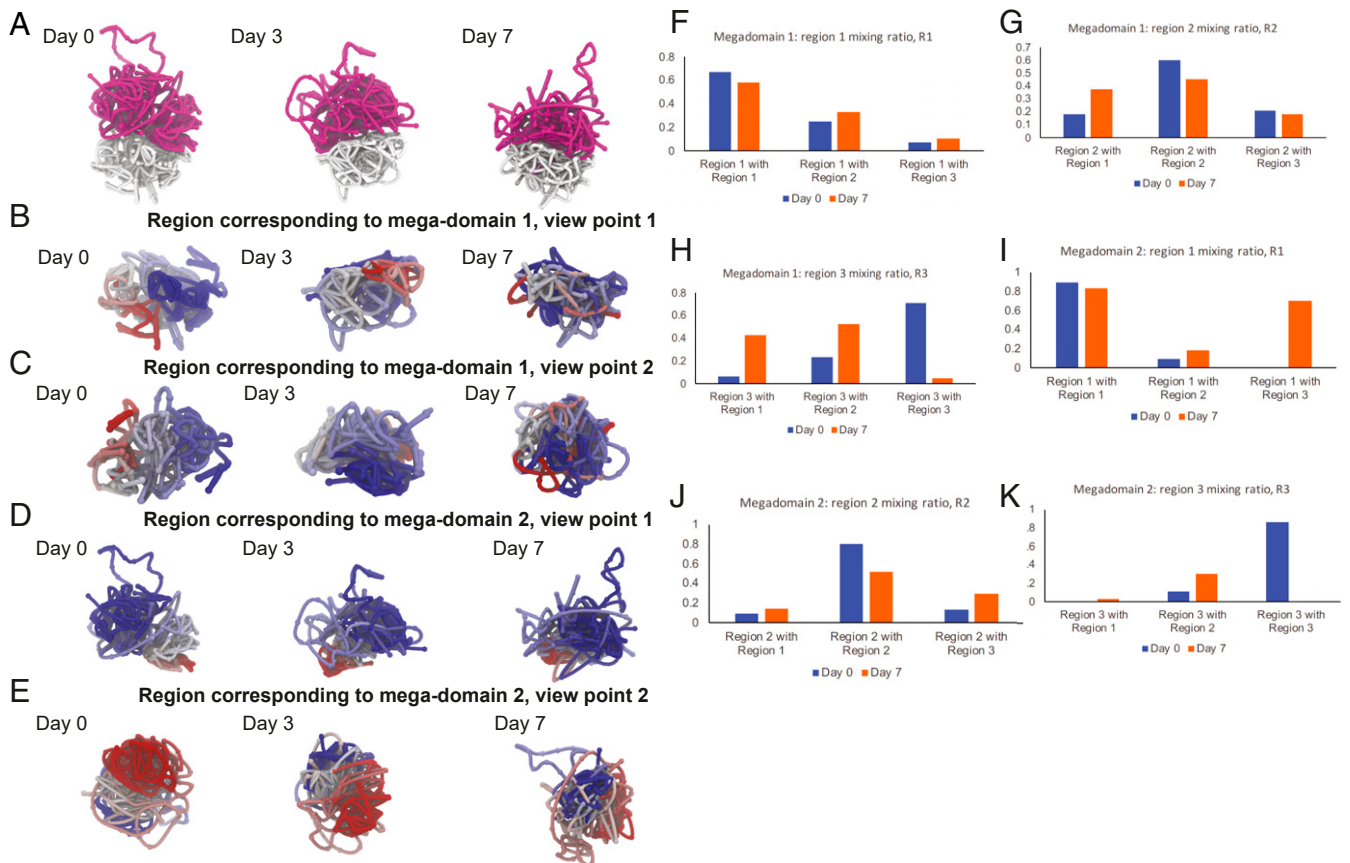 A
Day 0
Day 3
Day 7
B
Region corresponding to mega-domain 1, view point 1
Day 0
Day 3
Day 7
C
Region corresponding to mega-domain 1, view point 2
Day 0
Day 3
Day 7
D
Region corresponding to mega-domain 2, view point 1
Day 0
Day 3
Day 7
E
Region corresponding to mega-domain 2, view point 2
Day 0
Day 3
Day 7
F
Megadomain 1: region 1 mixing ratio, R1
0.8
0.6
0.4
0.2
0
Region 1 with Region 1
Region 1 with Region 2
Region 1 with Region 3
Day 0
Day 7
G
Megadomain 1: region 2 mixing ratio, R2
0.7
0.6
0.5
0.4
0.3
0.2
0.1
0
Region 2 with Region 1
Region 2 with Region 2
Region 2 with Region 3
Day 0
Day 7
H
Megadomain 1: region 3 mixing ratio, R3
0.8
0.6
0.4
0.2
0
Region 3 with Region 1
Region 3 with Region 2
Region 3 with Region 3
Day 0
Day 7
I
Megadomain 2: region 1 mixing ratio, R1
1
0.8
0.6
0.4
0.2
0
Region 1 with Region 1
Region 1 with Region 2
Region 1 with Region 3
Day 0
Day 7
J
Megadomain 2: region 2 mixing ratio, R2
1
0.8
0.6
0.4
0.2
0
Region 2 with Region 1
Region 2 with Region 2
Region 2 with Region 3
Day 0
Day 7
K
Megadomain 2: region 3 mixing ratio, R3
1
.8
.6
.4
.2
0
Region 3 with Region 1
Region 3 with Region 2
Region 3 with Region 3
Day 0
Day 7